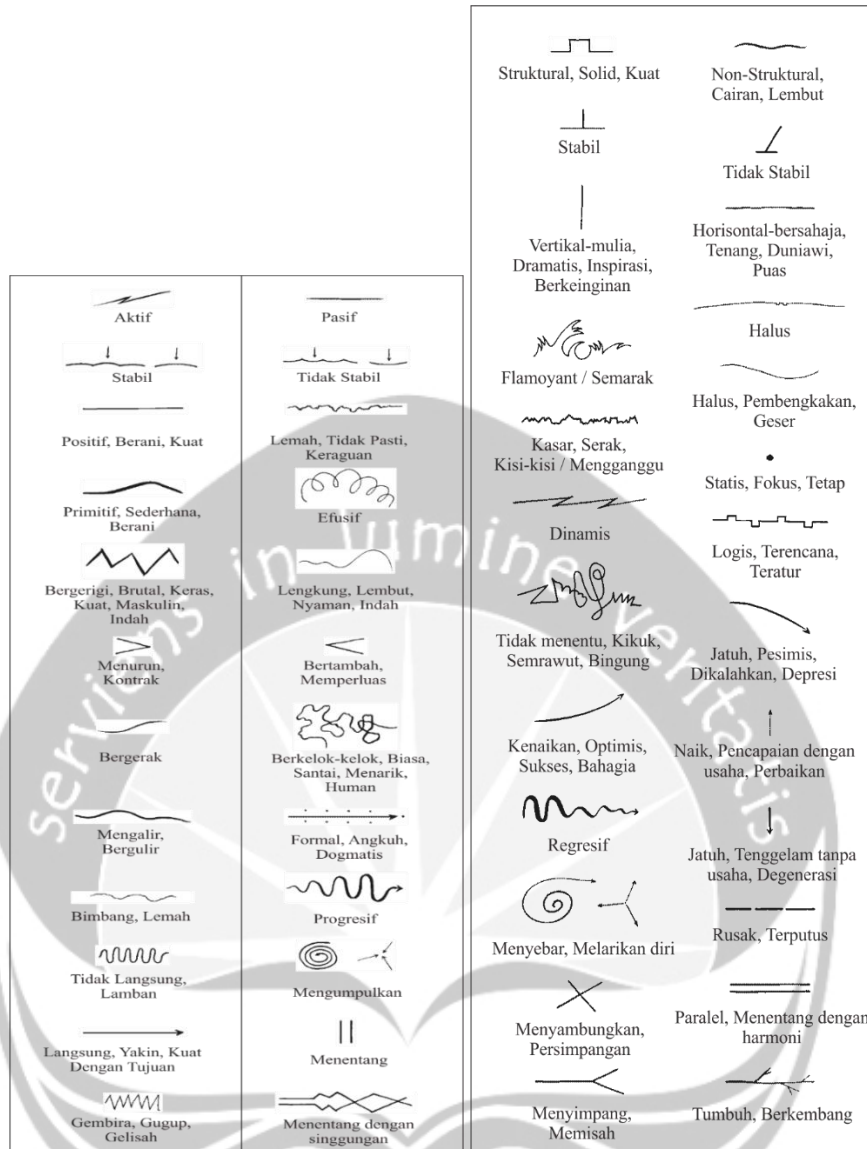 Aktif
Pasif
Stabil
Tidak Stabil
Positif, Berani, Kuat
Lemah, Tidak Pasti,
Keraguan
Primitif, Sederhana,
Berani
Efusif
Bergerigi, Brutal, Keras,
Kuat, Maskulin,
Indah
Lengkung, Lembut,
Nyaman, Indah
Menurun,
Kontrak
Bertambah,
Memperluas
Bergerak
Berkelok-kelok, Biasa,
Santai, Menarik,
Human
Mengalir,
Bergulir
Formal, Angkuh,
Dogmatis
Bimbang, Lemah
Progresif
Tidak Langsung,
Lamban
Mengumpulkan
Langsung, Yakin, Kuat
Dengan Tujuan
Menentang
Gembira, Gugup,
Gelisah
Menentang dengan
singgungan
Struktural, Solid, Kuat
Non-Struktural,
Cairan, Lembut
Stabil
Tidak Stabil
Vertikal-mulia,
Dramatis, Inspirasi,
Berkeinginan
Horisontal-bersahaja,
Tenang, Duniawi,
Puas
Flamoyant / Semarak
Halus
Kasar, Serak,
Kisi-kisi / Mengganggu
Halus, Pembengkakan,
Geser
Dinamis
Statis, Fokus, Tetap
Tidak menentu, Kikuk,
Semrawut, Bingung
Logis, Terencana,
Teratur
Kenaikan, Optimis,
Sukses, Bahagia
Jatuh, Pesimis,
Dikalahkan, Depresi
Regresif
Naik, Pencapaian dengan
usaha, Perbaikan
Menyebar, Melarikan diri
Jatuh, Tenggelam tanpa
usaha, Degenerasi
Menyambungkan,
Persimpangan
Rusak, Terputus
Menyimpang,
Memisah
Paralel, Menentang dengan
harmoni
Tumbuh, Berkembang
serviens in lumine veritatis